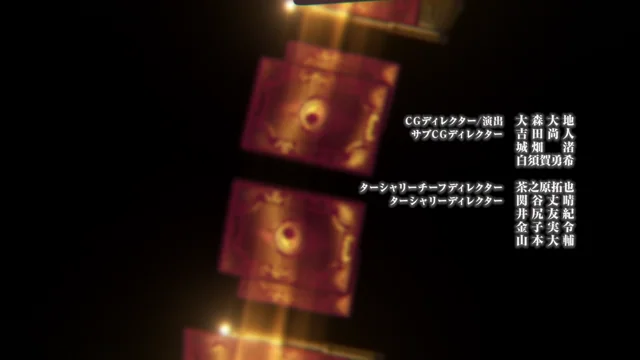 CGディレクター/演出 大森大地
サブCGディレクター 吉田尚人
城畑 渚
白須賀勇希
ターシャリーチーフディレクター 茶之原拓也
ターシャリーディレクター 関谷丈晴
井尻友紀
金子実令
山本大輔